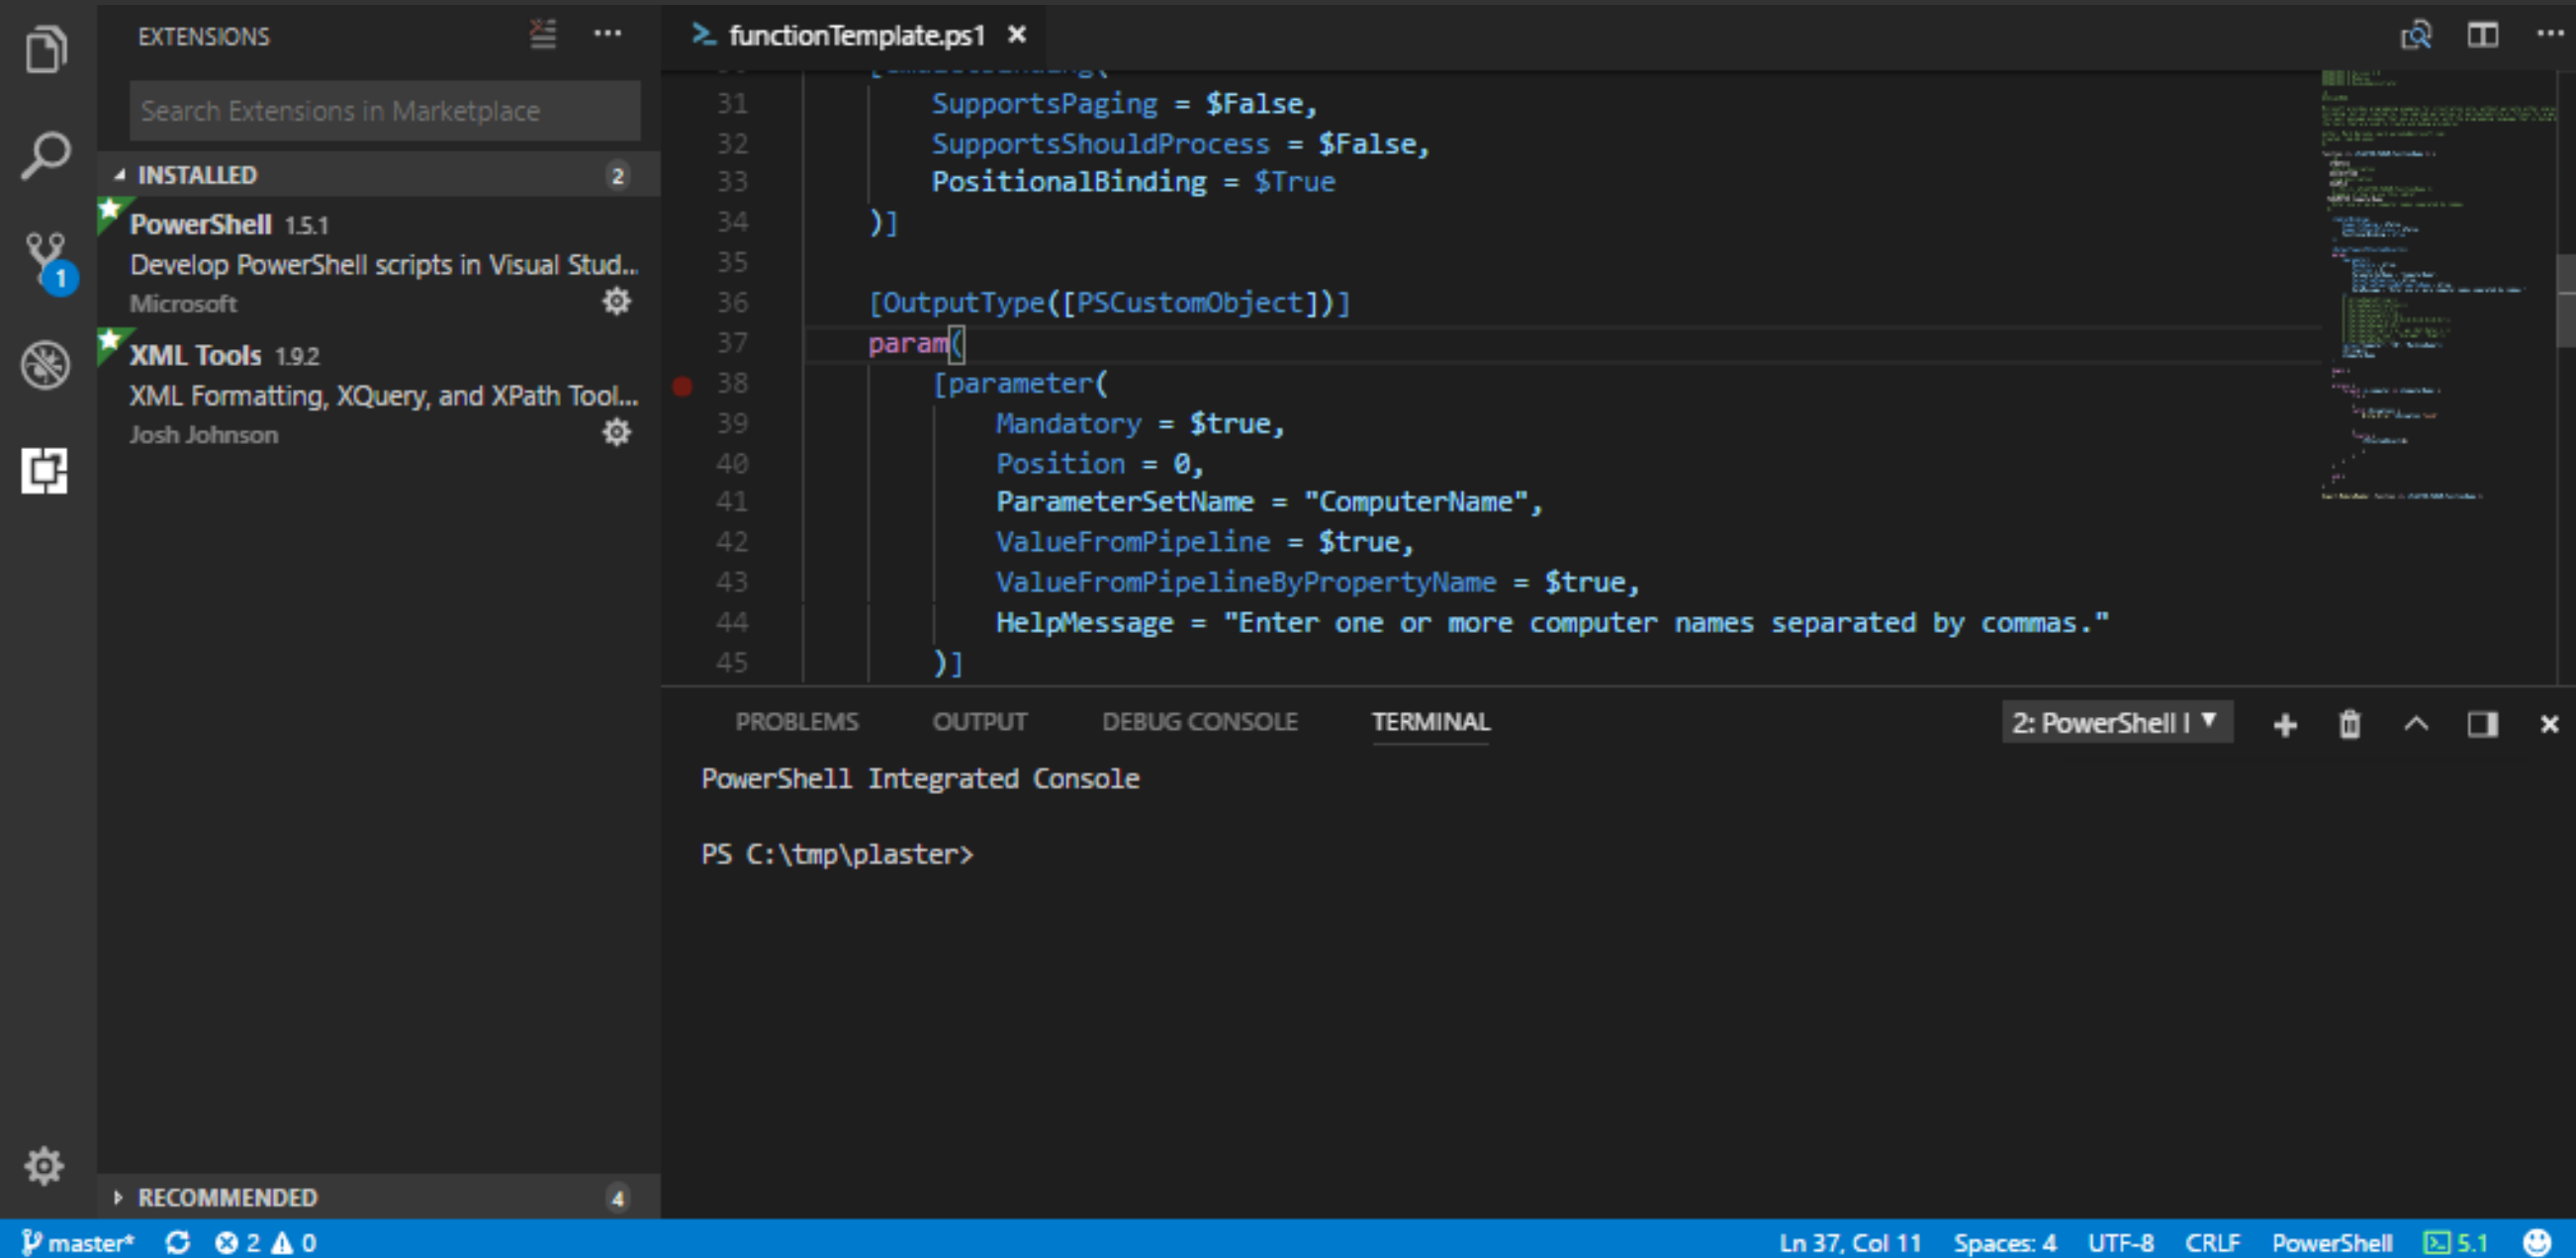 EXTENSIONS
Search Extensions in Marketplace
INSTALLED 2
PowerShell 1.5.1
Develop PowerShell scripts in Visual Stud...
Microsoft
XML Tools 1.9.2
XML Formatting, XQuery, and XPath Tool...
Josh Johnson
1
RECOMMENDED 4
functionTemplate.ps1
31 SupportsPaging = $False,
32 SupportsShouldProcess = $False,
33 PositionalBinding = $True
34 )]
35
36 [OutputType([PSCustomObject])]
37 param(
38 [parameter(
39 Mandatory = $true,
40 Position = 0,
41 ParameterSetName = "ComputerName",
42 ValueFromPipeline = $true,
43 ValueFromPipelineByPropertyName = $true,
44 HelpMessage = "Enter one or more computer names separated by commas."
45 )]
PROBLEMS OUTPUT DEBUG CONSOLE TERMINAL 2: PowerShell I
PowerShell Integrated Console
PS C:\tmp\plaster>
master* 2 0 Ln 37, Col 11 Spaces: 4 UTF-8 CRLF PowerShell 5.1